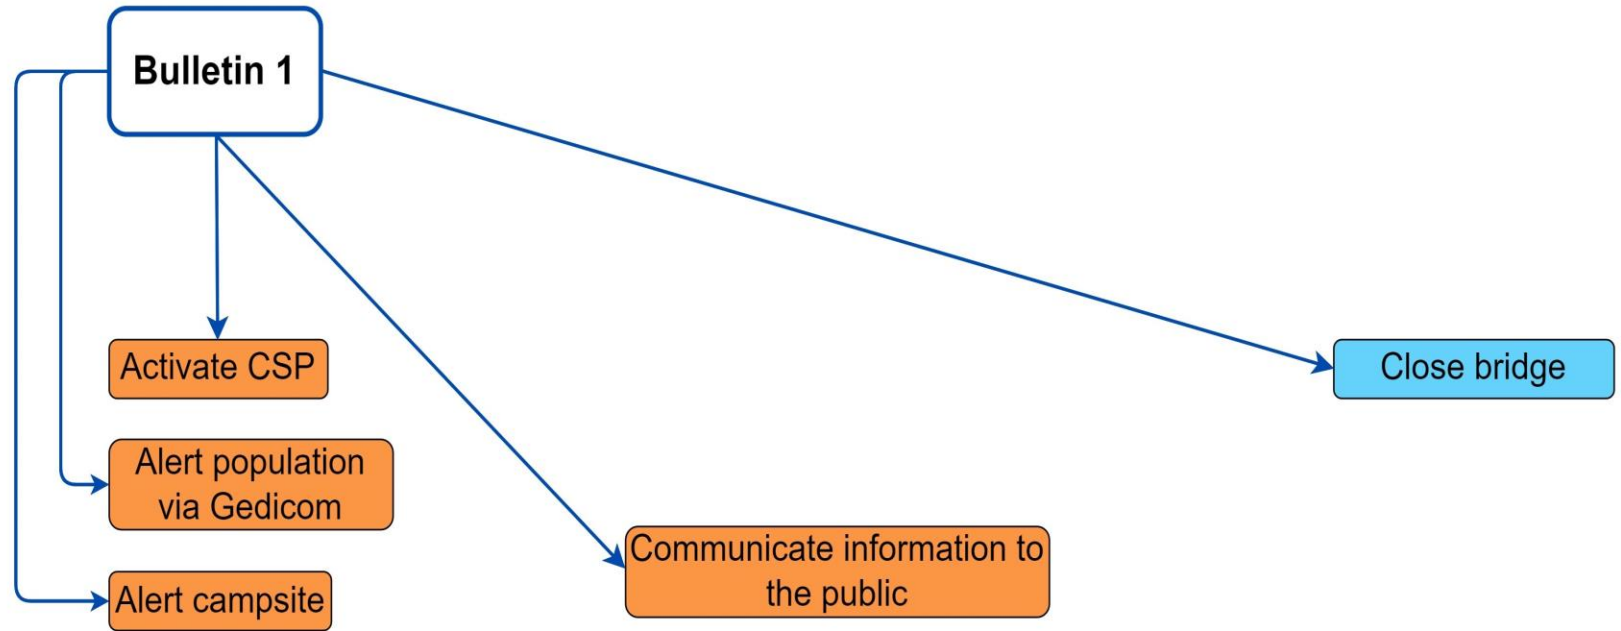 Bulletin 1
Activate CSP
Close bridge
Alert population
via Gedicom
Communicate information to
the public
Alert campsite